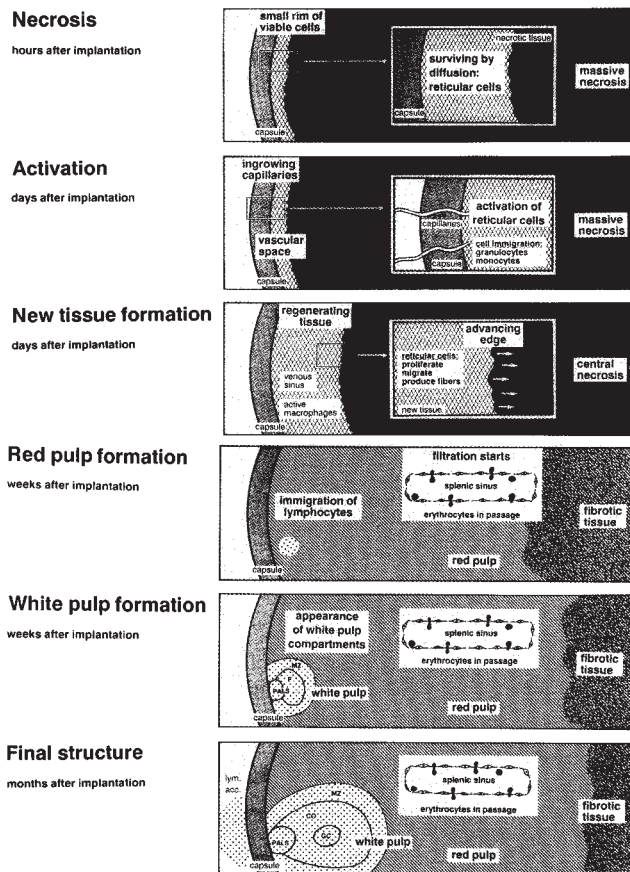 Necrosis
hours after implantation
small rim of
viable cells
capsule
necrotic tissue
surviving by
diffusion:
reticular cells
capsule
massive
necrosis
Activation
days after implantation
ingrowing
capillaries
vascular
space
capsule
capillaries
capsule
activation of
reticular cells
cell immigration:
granulocytes
monocytes
massive
necrosis
New tissue formation
days after implantation
regenerating
tissue
venous
sinus
active
macrophages
capsule
advancing
edge
reticular cells:
proliferate
migrate
produce fibers
new tissue
central
necrosis
Red pulp formation
weeks after implantation
immigration of
lymphocytes
capsule
filtration starts
splenic sinus
erythrocytes in passage
red pulp
fibrotic
tissue
White pulp formation
weeks after implantation
appearance
of white pulp
compartments
MZ
F
PALS
white pulp
capsule
splenic sinus
erythrocytes in passage
red pulp
fibrotic
tissue
Final structure
months after implantation
lym.
acc.
MZ
CO
GC
PALS
white pulp
capsule
splenic sinus
erythrocytes in passage
red pulp
fibrotic
tissue